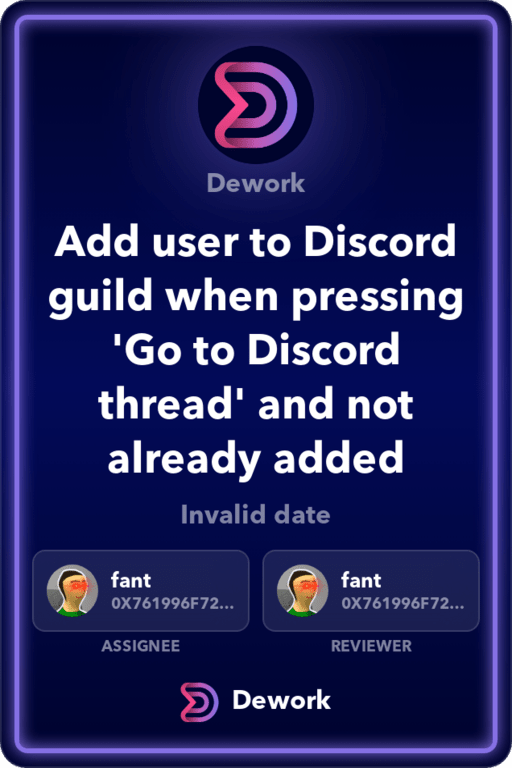 Dework
Add user to Discord
guild when pressing
'Go to Discord
thread' and not
already added
Invalid date
fant
0X761996F72...
fant
0X761996F72...
ASSIGNEE
REVIEWER
Dework